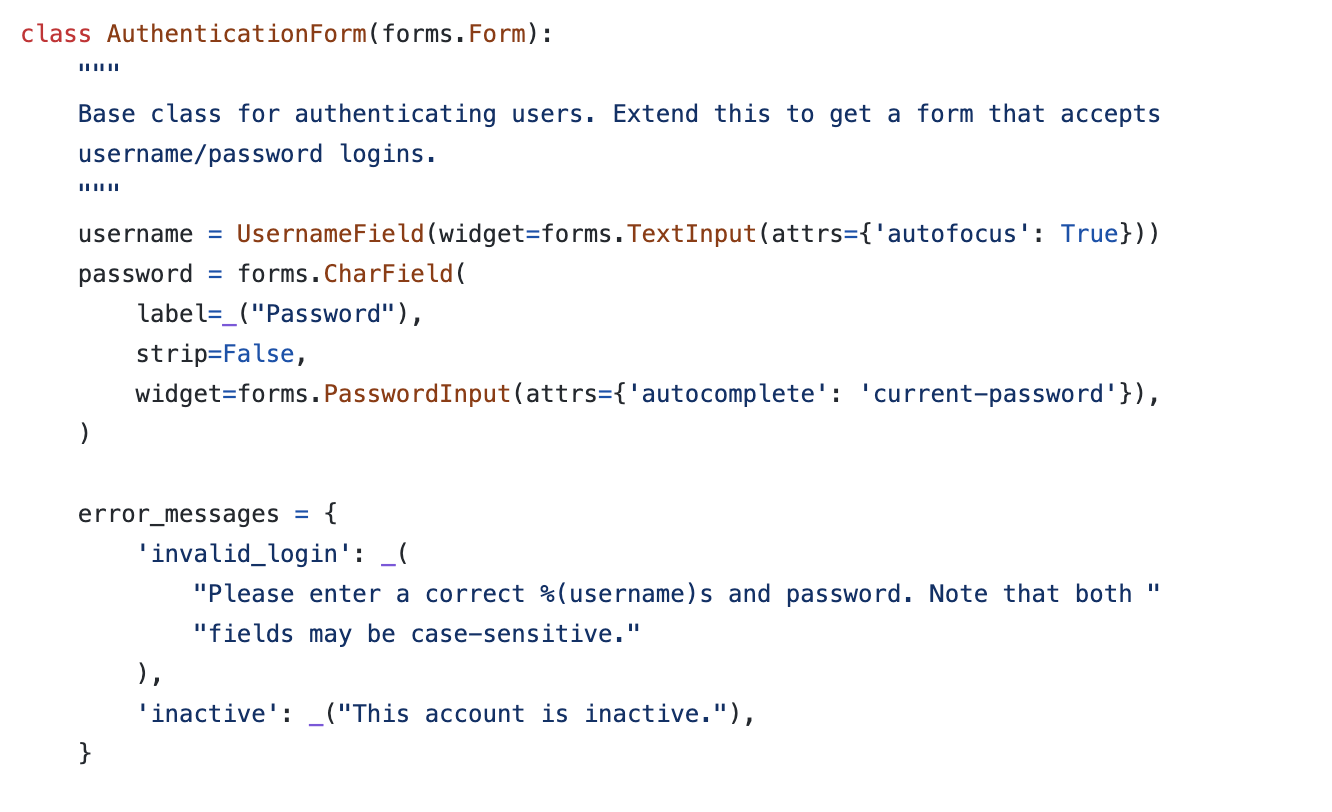 class AuthenticationForm(forms.Form):
    """
    Base class for authenticating users. Extend this to get a form that accepts
    username/password logins.
    """
    username = UsernameField(widget=forms.TextInput(attrs={'autofocus': True}))
    password = forms.CharField(
        label=_("Password"),
        strip=False,
        widget=forms.PasswordInput(attrs={'autocomplete': 'current-password'}),
    )

    error_messages = {
        'invalid_login': _(
            "Please enter a correct %(username)s and password. Note that both "
            "fields may be case-sensitive."
        ),
        'inactive': _("This account is inactive."),
    }